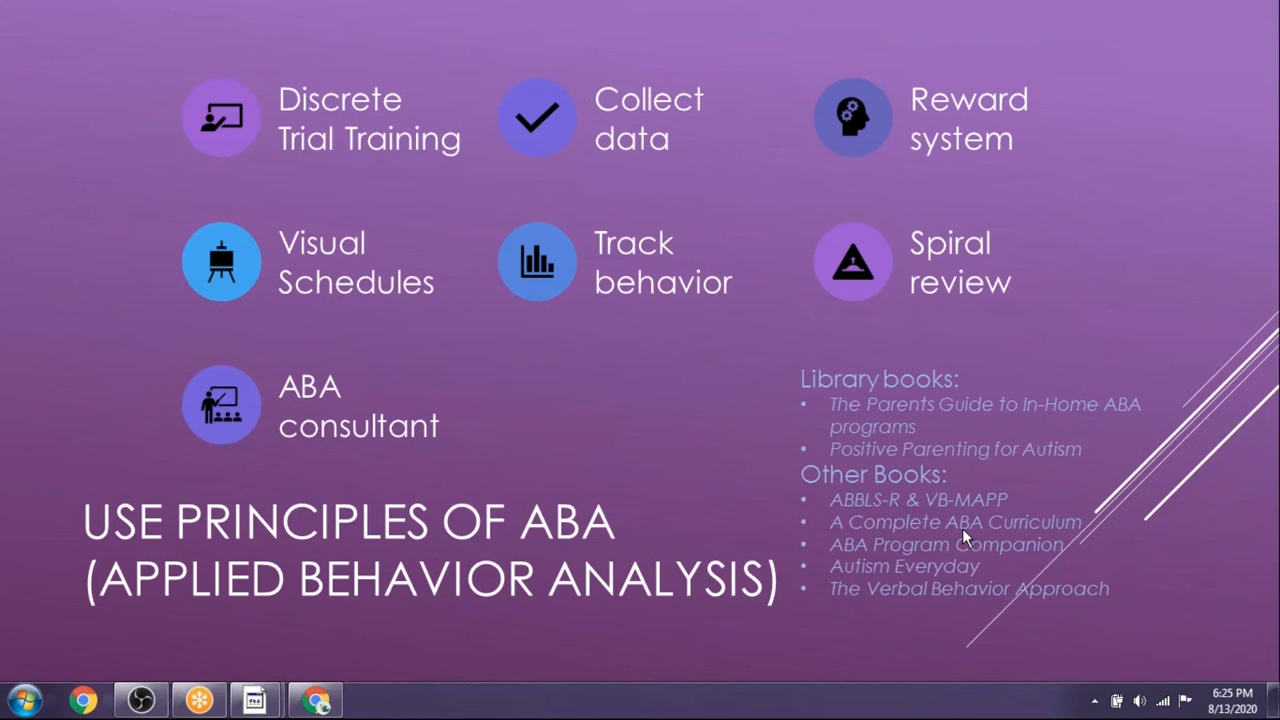 Discrete
Trial Training
Collect
data
Reward
system
Visual
Schedules
Track
behavior
Spiral
review
ABA
consultant
Library books:
• The Parents Guide to In-Home ABA
programs
• Positive Parenting for Autism
Other Books:
• ABBLS-R & VB-MAPP
• A Complete ABA Curriculum
• ABA Program Companion
• Autism Everyday
• The Verbal Behavior Approach
USE PRINCIPLES OF ABA
(APPLIED BEHAVIOR ANALYSIS)
6:25 PM
8/13/2020